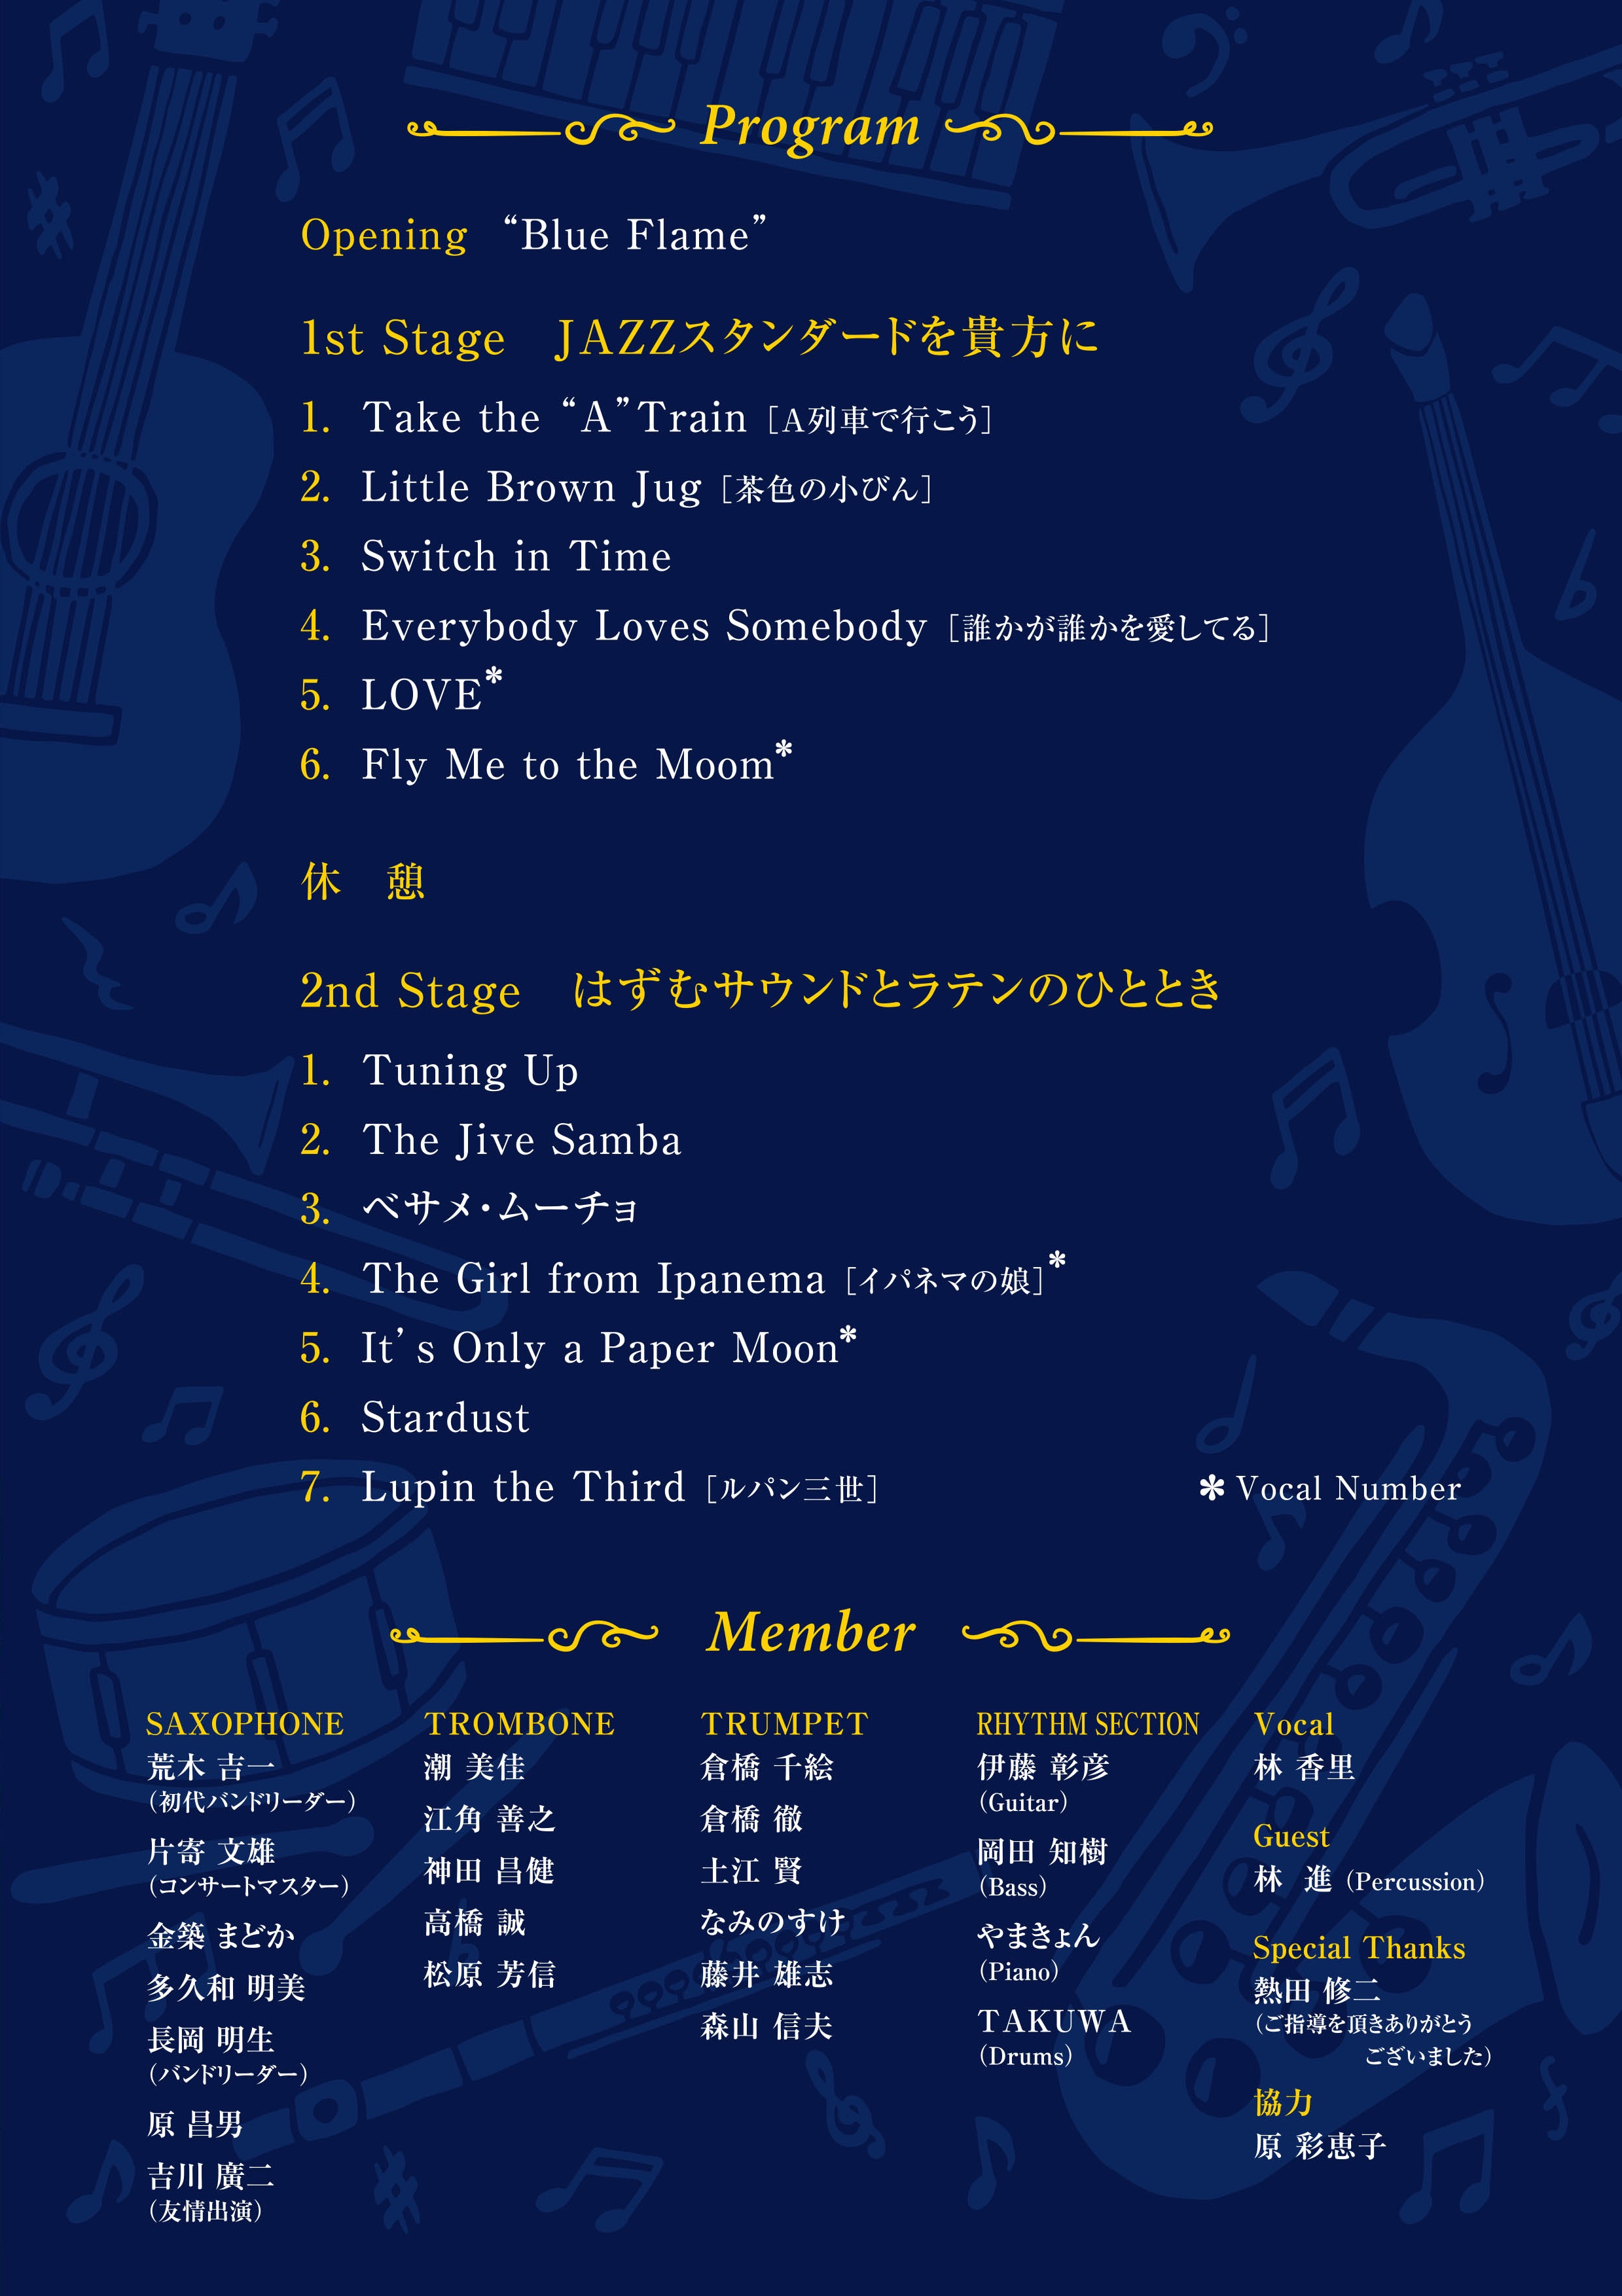 Program
Opening “Blue Flame”
1st Stage　JAZZスタンダードを貴方に
1. Take the “A” Train［A列車で行こう］
2. Little Brown Jug［茶色の小びん］
3. Switch in Time
4. Everybody Loves Somebody［誰かが誰かを愛してる］
5. LOVE*
6. Fly Me to the Moom*
休　憩
2nd Stage　はずむサウンドとラテンのひととき
1. Tuning Up
2. The Jive Samba
3. ベサメ・ムーチョ
4. The Girl from Ipanema［イパネマの娘］*
5. It’s Only a Paper Moon*
6. Stardust
7. Lupin the Third［ルパン三世］
* Vocal Number
Member
SAXOPHONE
荒木 吉一
（初代バンドリーダー）
片寄 文雄
（コンサートマスター）
金築 まどか
多久和 明美
長岡 明生
（バンドリーダー）
原 昌男
吉川 廣二
（友情出演）
TROMBONE
潮 美佳
江角 善之
神田 昌健
高橋 誠
松原 芳信
TRUMPET
倉橋 千絵
倉橋 徹
土江 賢
なみのすけ
藤井 雄志
森山 信夫
RHYTHM SECTION
伊藤 彰彦
（Guitar）
岡田 知樹
（Bass）
やまきょん
（Piano）
TAKUWA
（Drums）
Vocal
林 香里
Guest
林　進（Percussion）
Special Thanks
熱田 修二
（ご指導を頂きありがとう
ございました）
協力
原 彩恵子